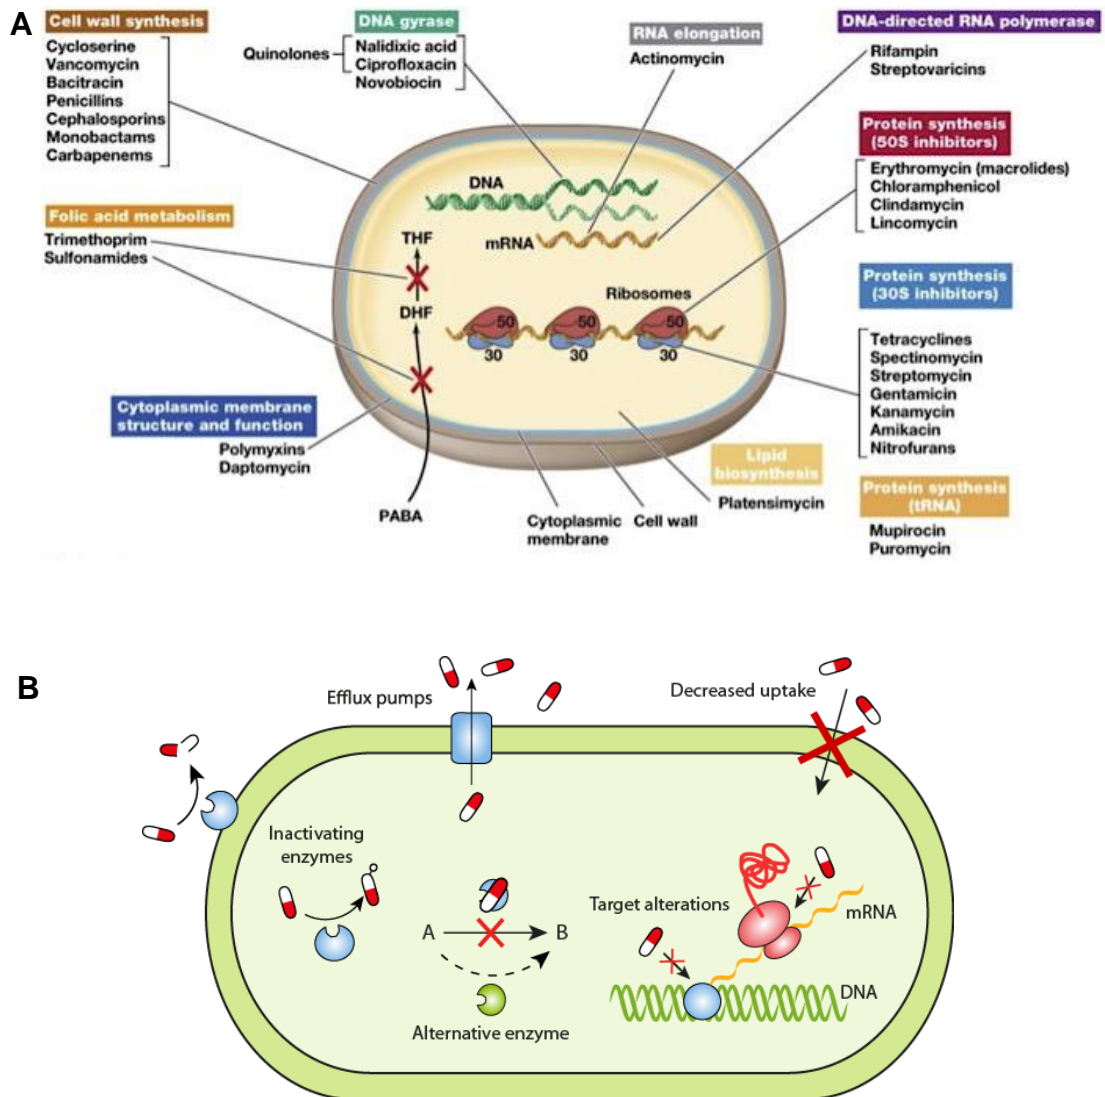 A
Cell wall synthesis
Cycloserine
Vancomycin
Bacitracin
Penicillins
Cephalosporins
Monobactams
Carbapenems
DNA gyrase
Quinolones
Nalidixic acid
Ciprofloxacin
Novobiocin
RNA elongation
Actinomycin
DNA-directed RNA polymerase
Rifampin
Streptovaricins
Protein synthesis
(50S inhibitors)
Erythromycin (macrolides)
Chloramphenicol
Clindamycin
Lincomycin
Folic acid metabolism
Trimethoprim
Sulfonamides
DNA
THF
mRNA
DHF
Ribosomes
50
50
50
30
30
30
Protein synthesis
(30S inhibitors)
Tetracyclines
Spectinomycin
Streptomycin
Gentamicin
Kanamycin
Amikacin
Nitrofurans
Cytoplasmic membrane
structure and function
Polymyxins
Daptomycin
PABA
Cytoplasmic
membrane
Cell wall
Lipid
biosynthesis
Platensimycin
Protein synthesis
(tRNA)
Mupirocin
Puromycin
B
Efflux pumps
Decreased uptake
Inactivating
enzymes
A
B
Alternative enzyme
Target alterations
mRNA
DNA